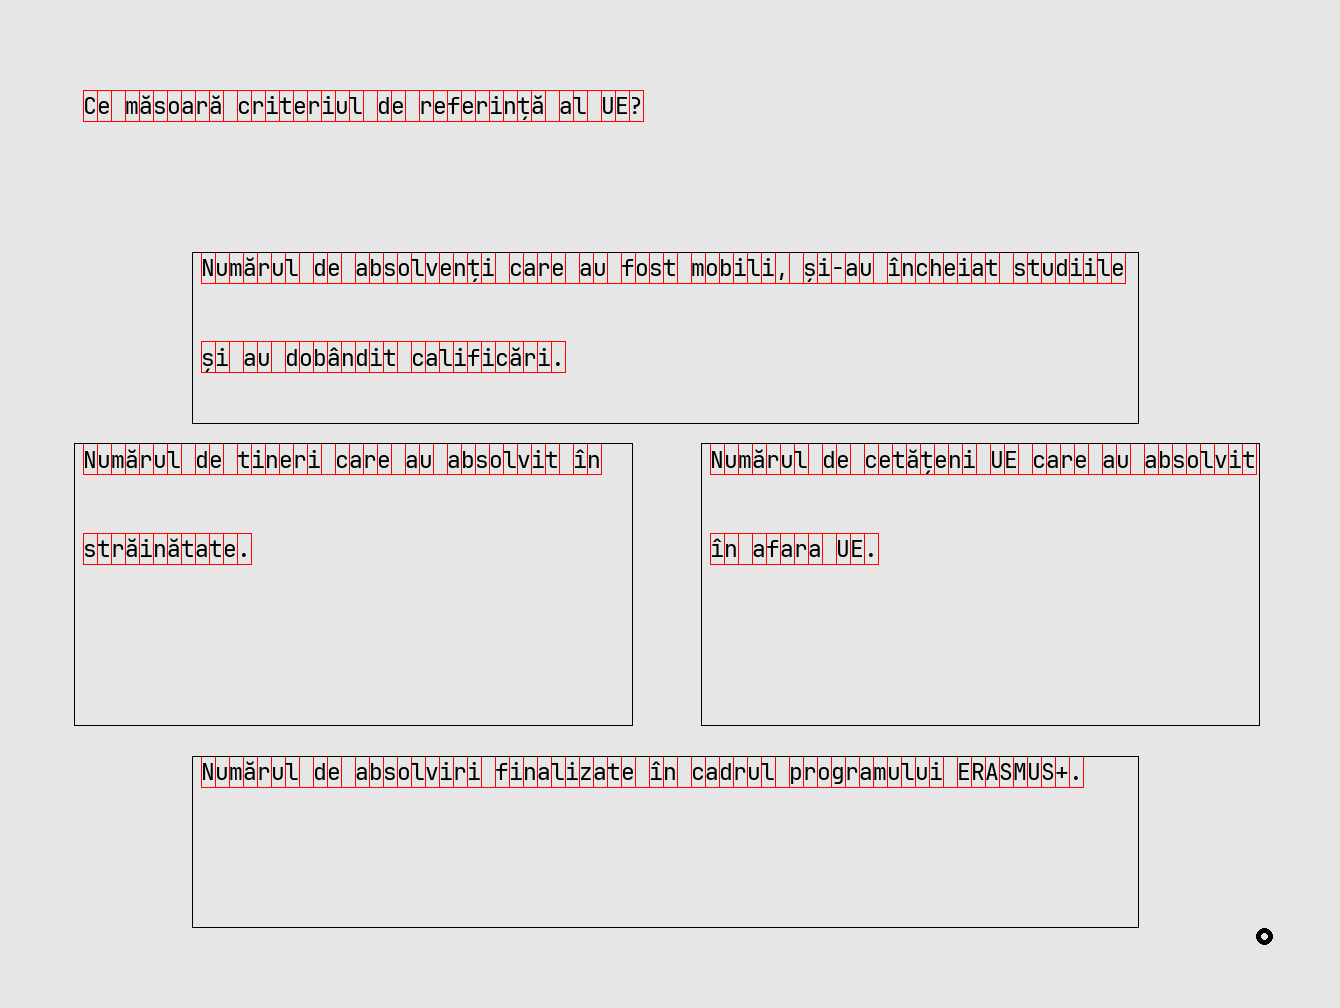 Ce măsoară criteriul de referință al UE?
Numărul de absolvenți care au fost mobili, și-au încheiat studiile
și au dobândit calificări.
Numărul de tineri care au absolvit în
străinătate.
Numărul de cetățeni UE care au absolvit
în afara UE.
Numărul de absolviri finalizate în cadrul programului ERASMUS+.